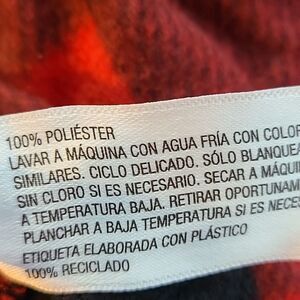 100% POLIÉSTER
LAVAR A MÁQUINA CON AGUA FRÍA CON COLOR
SIMILARES. CICLO DELICADO. SÓLO BLANQUEA
SIN CLORO SI ES NECESARIO. SECAR A MÁQUI
A TEMPERATURA BAJA. RETIRAR OPORTUNAM
PLANCHAR A BAJA TEMPERATURA SI ES NECES
ETIQUETA ELABORADA CON PLÁSTICO
100% RECICLADO